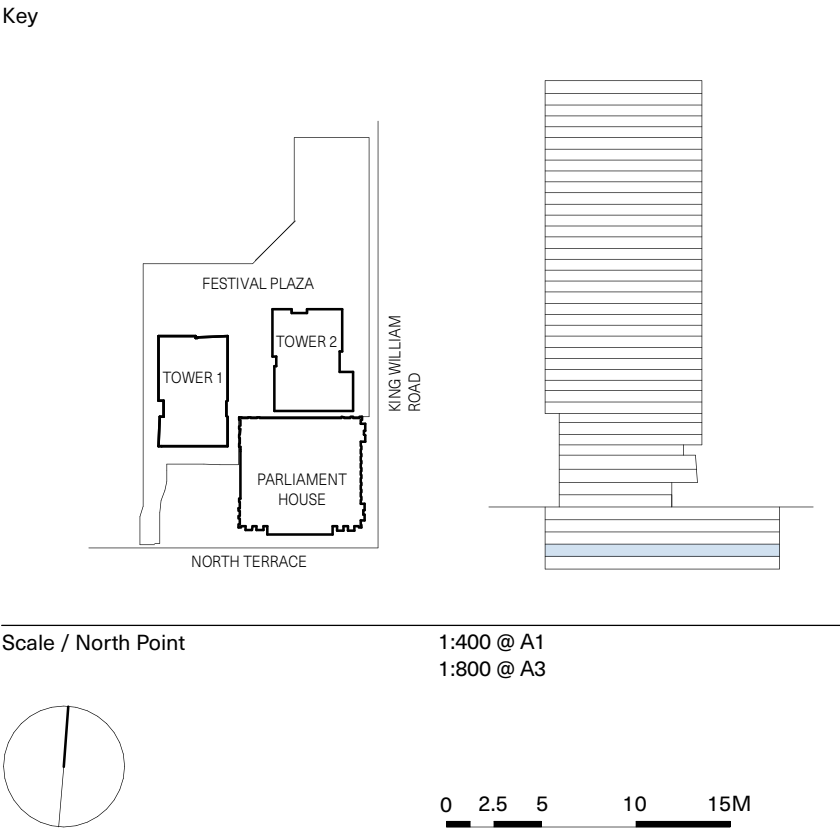 Key
FESTIVAL PLAZA
TOWER 2
TOWER 1
KING WILLIAM
ROAD
PARLIAMENT
HOUSE
NORTH TERRACE
Scale / North Point
1:400 @ A1
1:800 @ A3
0 2.5 5 10 15M